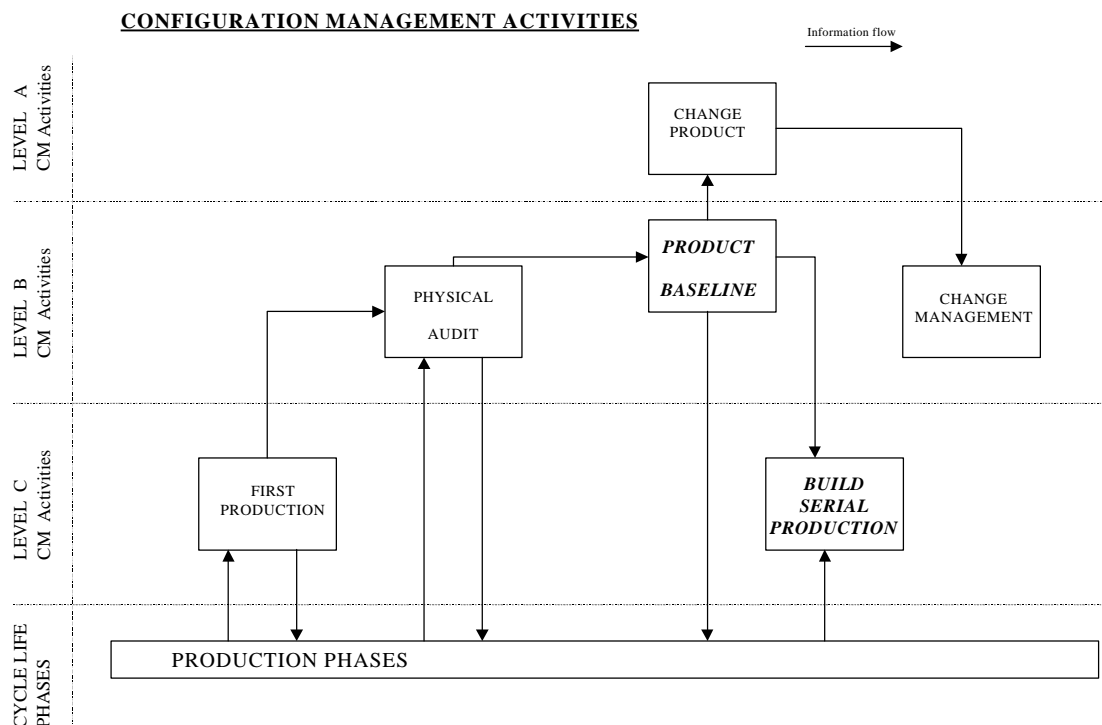 CONFIGURATION MANAGEMENT ACTIVITIES
Information flow
LEVEL A
CM Activities
CHANGE
PRODUCT
LEVEL B
CM Activities
PRODUCT
BASELINE
PHYSICAL
AUDIT
CHANGE
MANAGEMENT
LEVEL C
CM Activities
FIRST
PRODUCTION
BUILD
SERIAL
PRODUCTION
CYCLE LIFE
PHASES
PRODUCTION PHASES